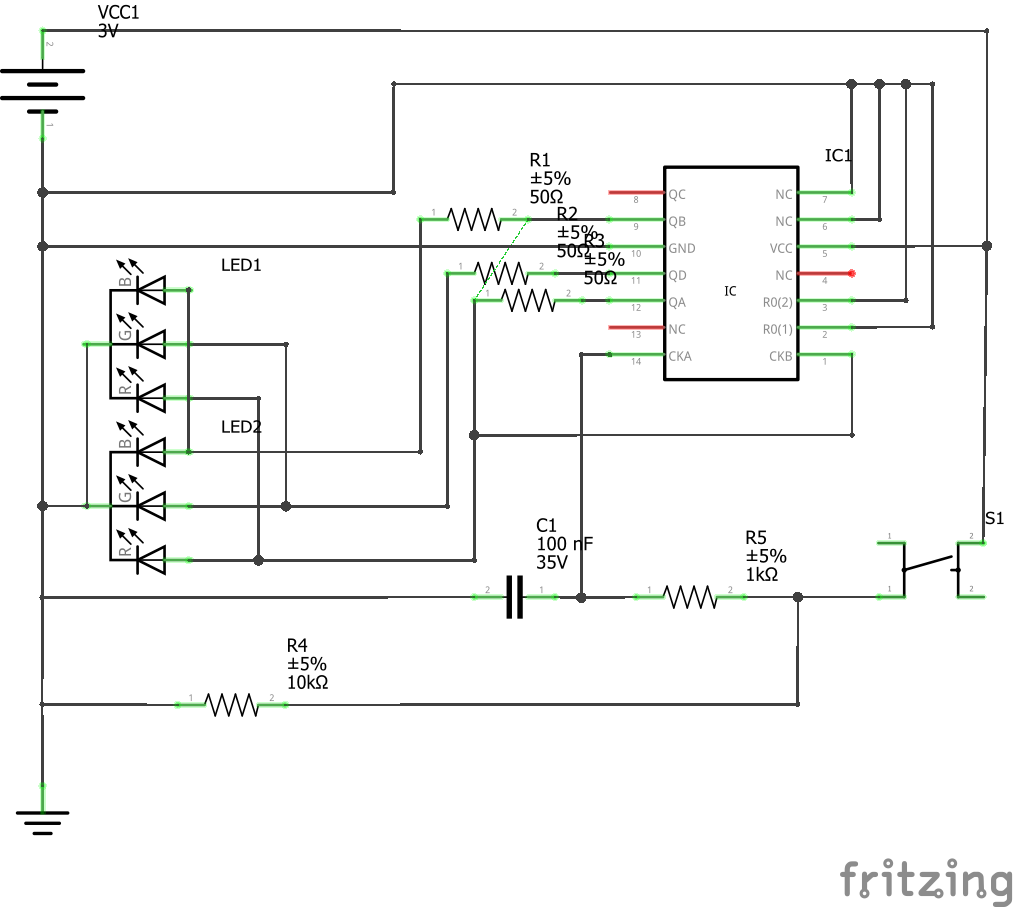 VCC1
3V
2
1
IC1
R1
±5%
50Ω
R2
±5%
50Ω
R3
±5%
50Ω
1
2
1
2
1
2
8
9
10
11
12
13
14
QC
QB
GND
QD
QA
NC
CKA
IC
NC
NC
VCC
NC
R0(2)
R0(1)
CKB
7
6
5
4
3
2
1
LED1
B
G
R
LED2
B
G
R
C1
100 nF
35V
2
1
R5
±5%
1kΩ
1
2
S1
1
2
1
2
R4
±5%
10kΩ
1
2
fritzing